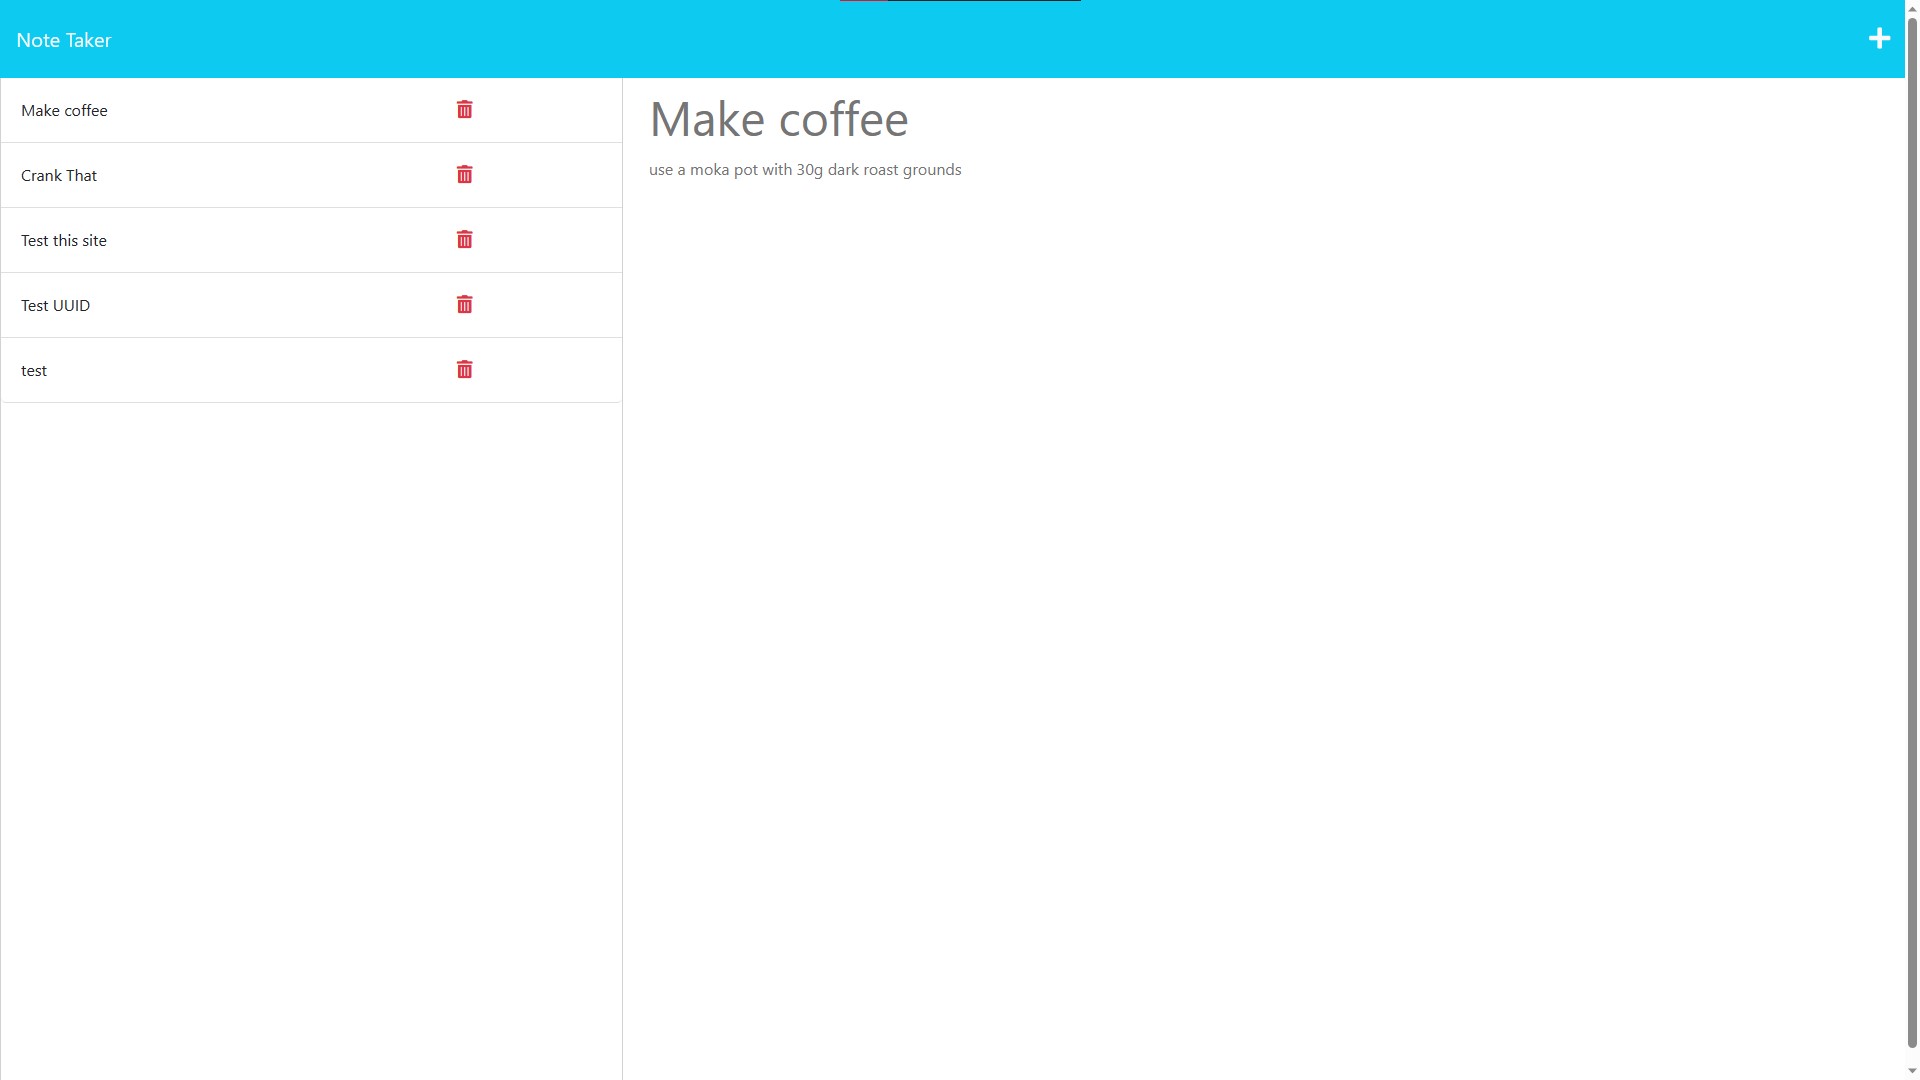 Note Taker
Make coffee
Crank That
Test this site
Test UUID
test
Make coffee
use a moka pot with 30g dark roast grounds